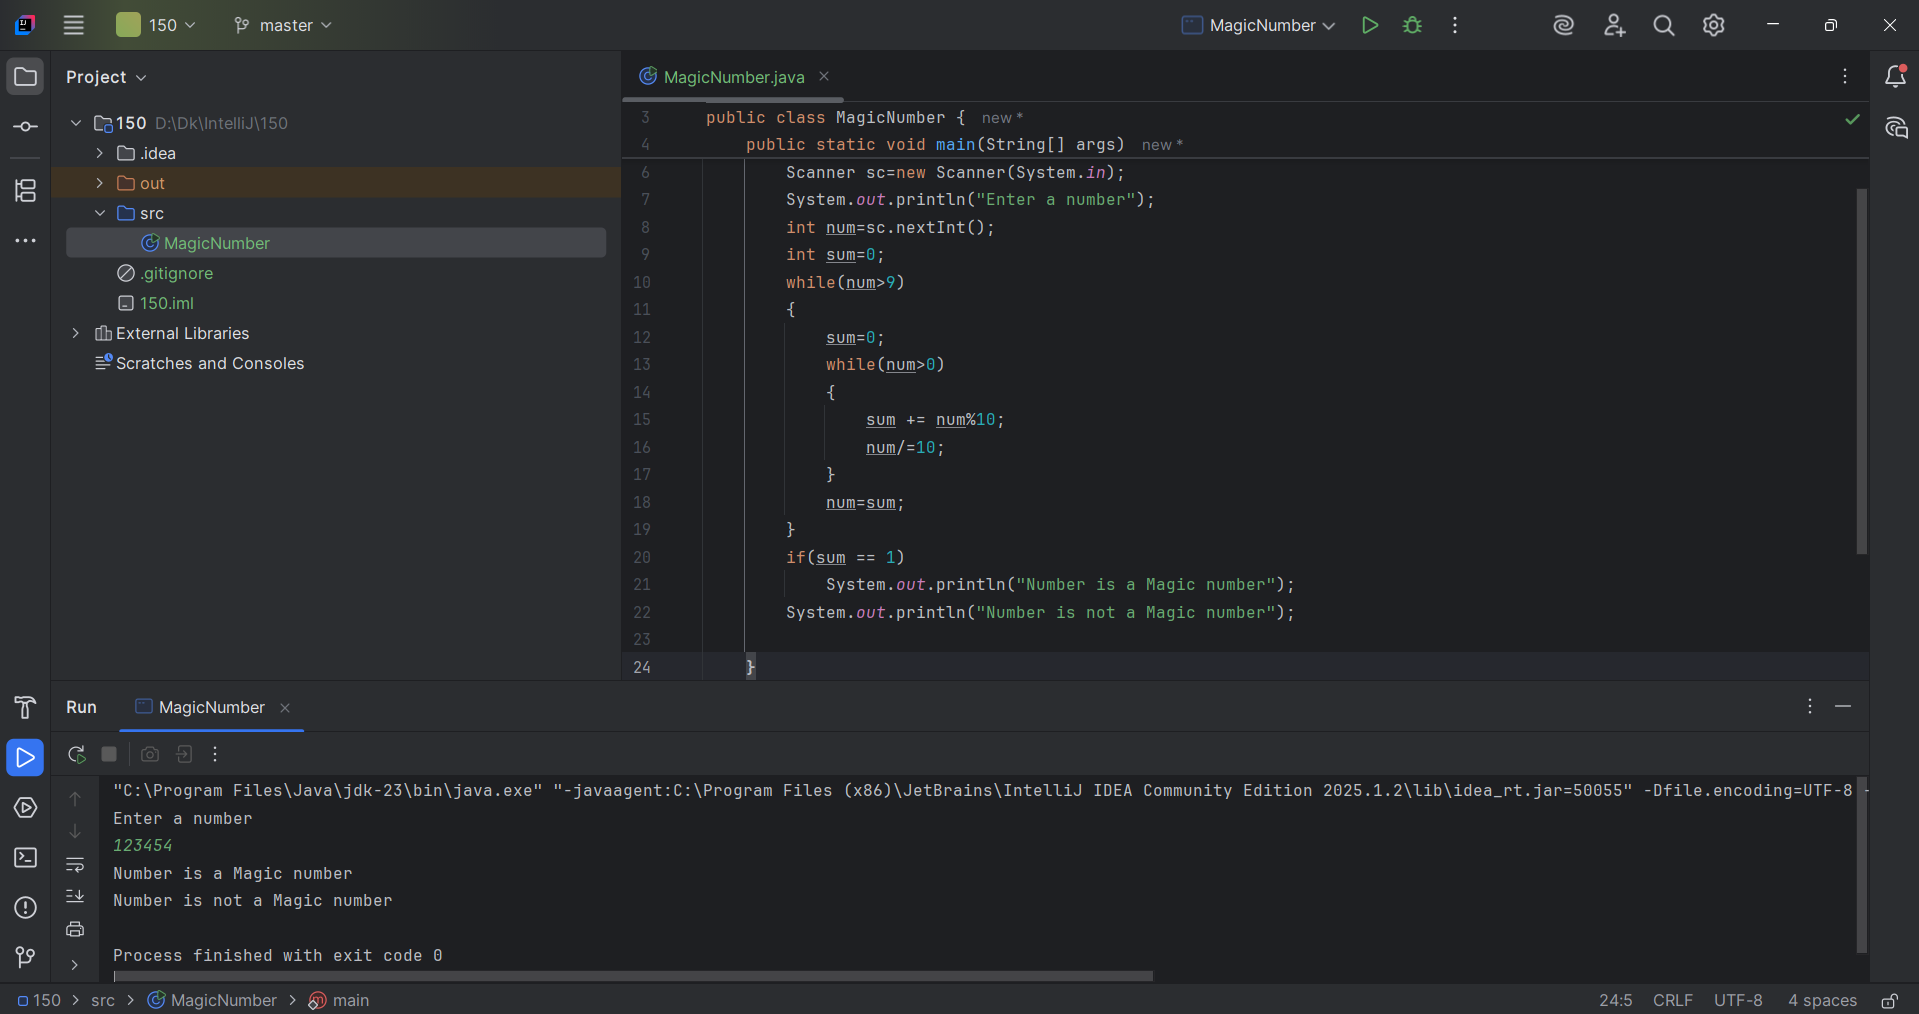 150 master MagicNumber
Project
MagicNumber.java
150 D:\Dk\IntelliJ\150
.idea
out
src
MagicNumber
.gitignore
150.iml
External Libraries
Scratches and Consoles
3 public class MagicNumber { new *
4 public static void main(String[] args) new *
6 Scanner sc=new Scanner(System.in);
7 System.out.println("Enter a number");
8 int num=sc.nextInt();
9 int sum=0;
10 while(num>9)
11 {
12 sum=0;
13 while(num>0)
14 {
15 sum += num%10;
16 num/=10;
17 }
18 num=sum;
19 }
20 if(sum == 1)
21 System.out.println("Number is a Magic number");
22 System.out.println("Number is not a Magic number");
23
24 }
Run MagicNumber
"C:\Program Files\Java\jdk-23\bin\java.exe" "-javaagent:C:\Program Files (x86)\JetBrains\IntelliJ IDEA Community Edition 2025.1.2\lib\idea_rt.jar=50055" -Dfile.encoding=UTF-8 -
Enter a number
123454
Number is a Magic number
Number is not a Magic number
Process finished with exit code 0
150 > src > MagicNumber > main 24:5 CRLF UTF-8 4 spaces